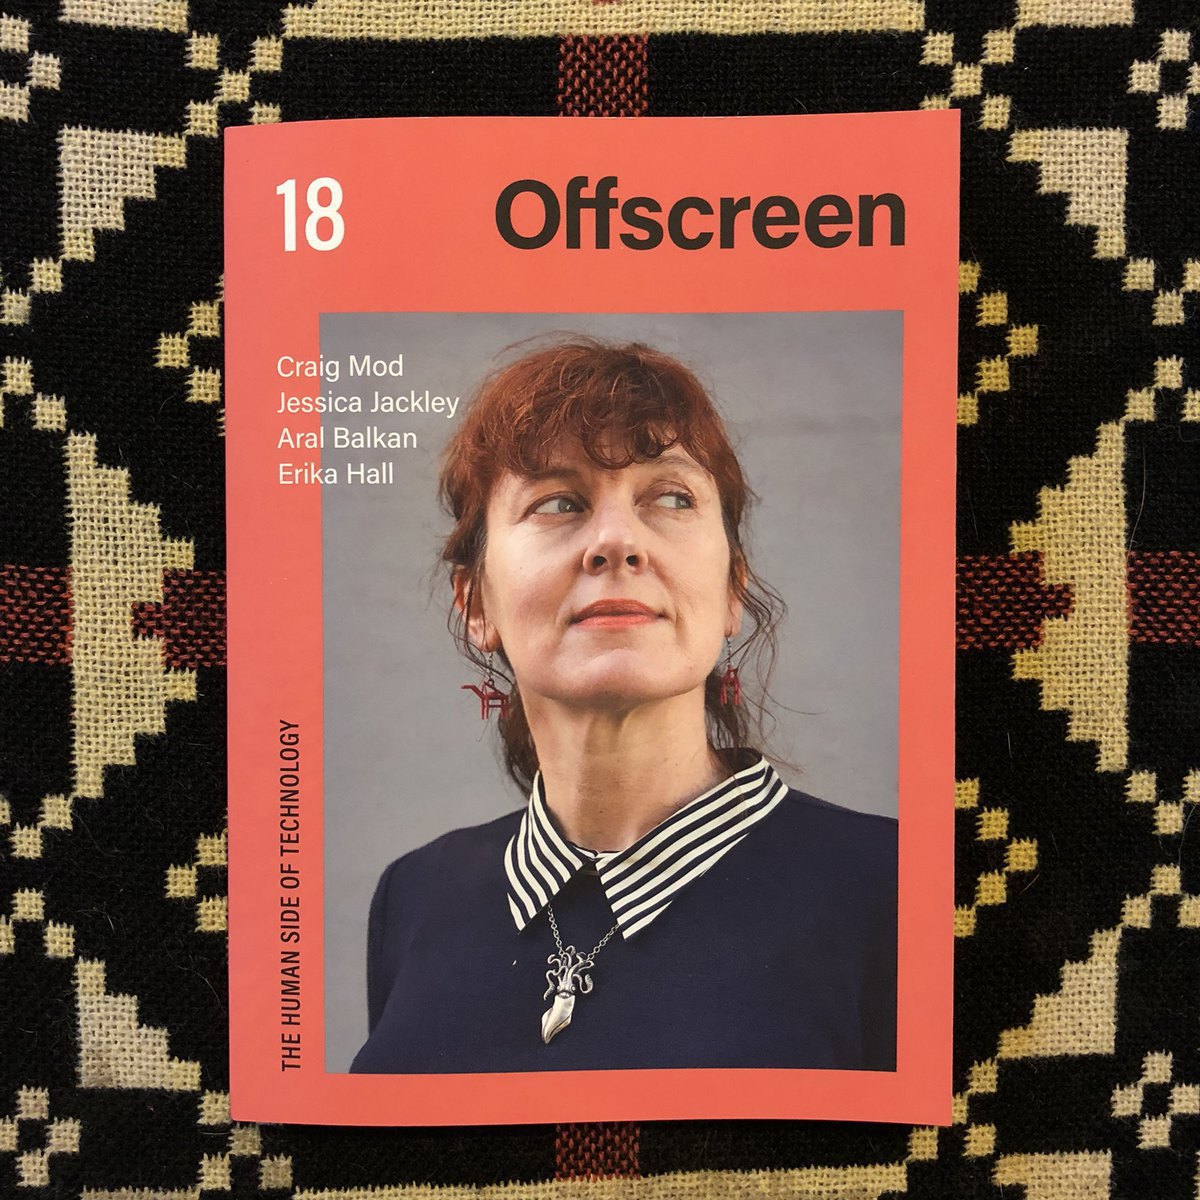 18
Offscreen
Craig Mod
Jessica Jackley
Aral Balkan
Erika Hall
THE HUMAN SIDE OF TECHNOLOGY